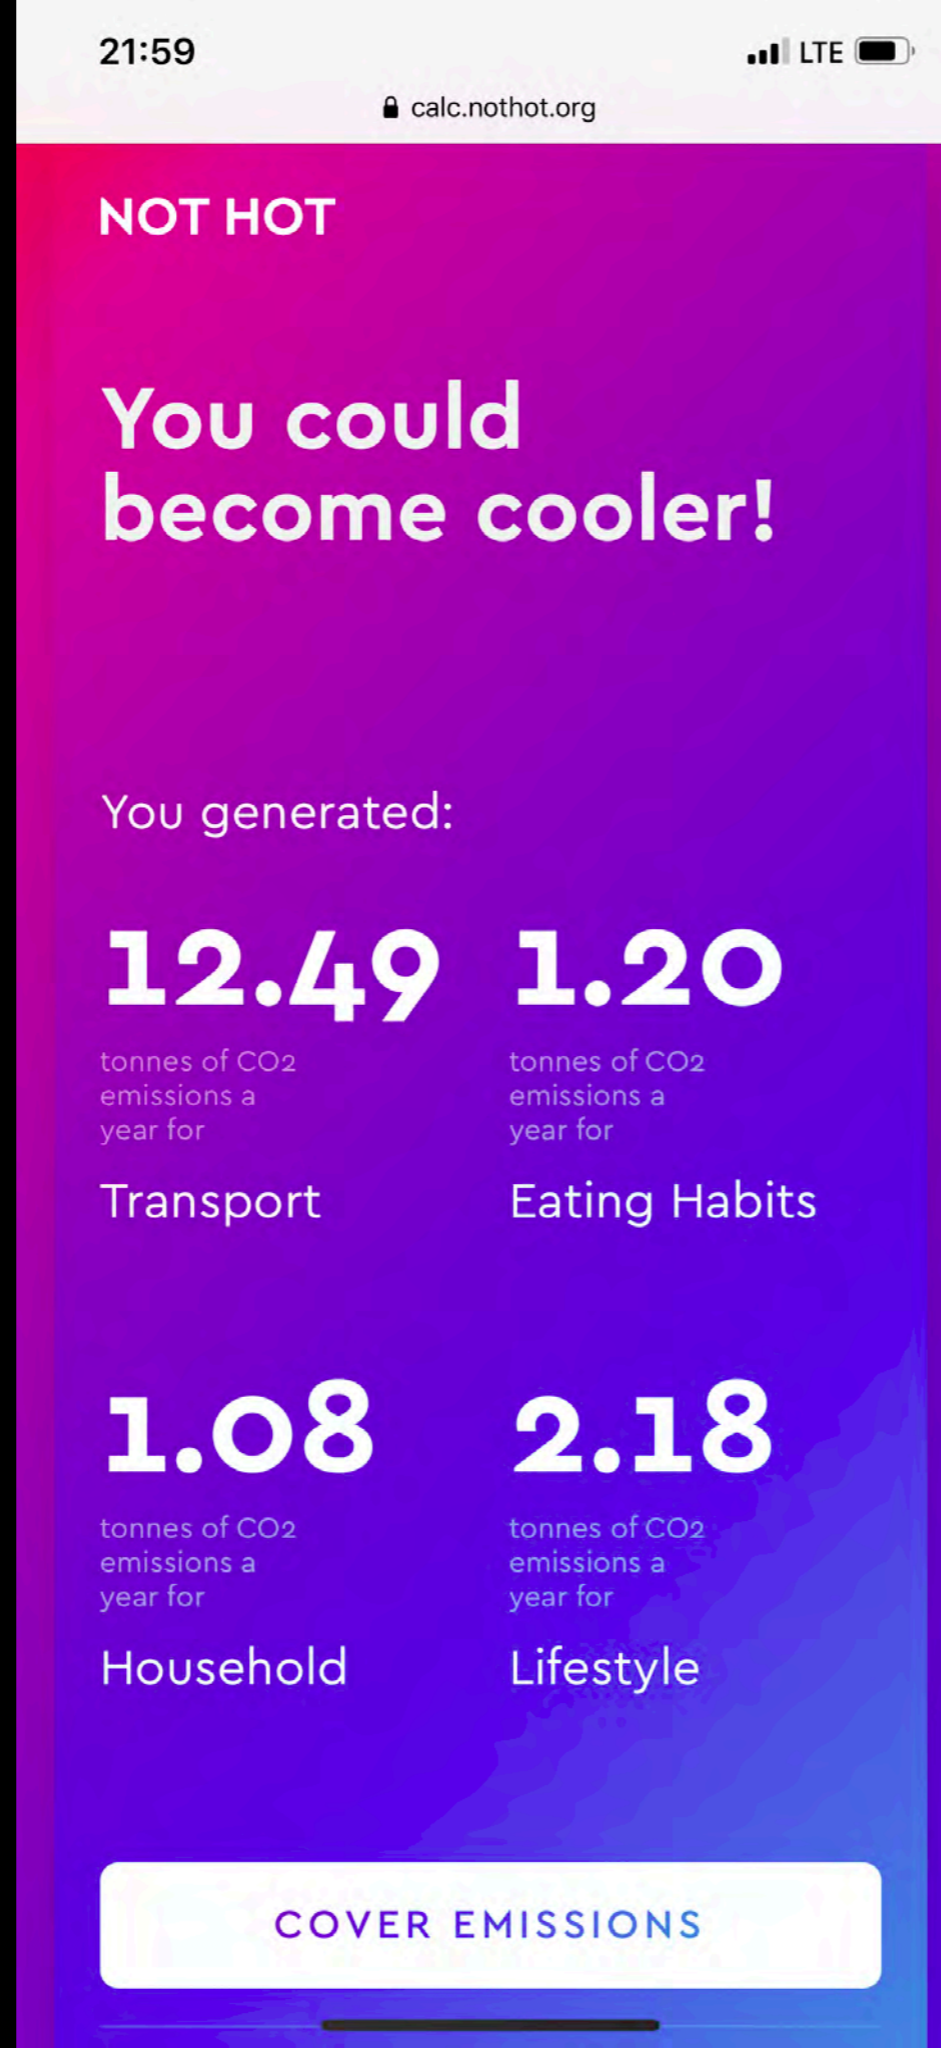 21:59 LTE
calc.nothot.org
NOT HOT
You could
become cooler!
You generated:
12.49
tonnes of CO2
emissions a
year for
Transport
1.20
tonnes of CO2
emissions a
year for
Eating Habits
1.08
tonnes of CO2
emissions a
year for
Household
2.18
tonnes of CO2
emissions a
year for
Lifestyle
COVER EMISSIONS